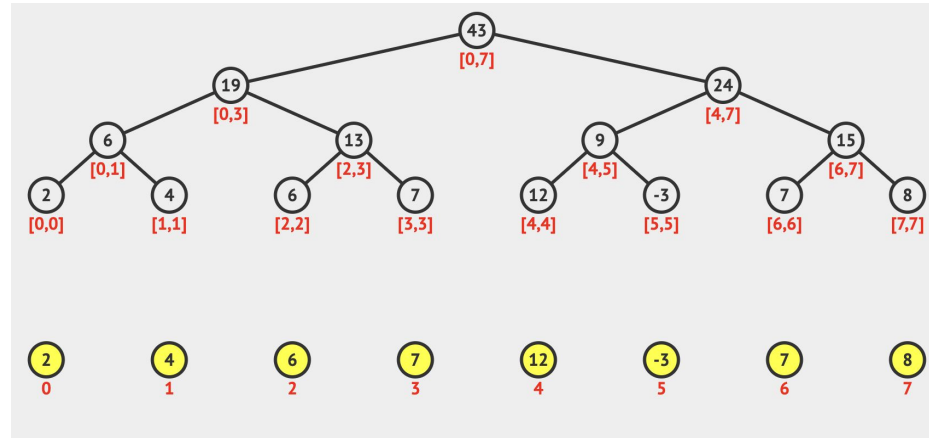 43
[0,7]
19 24
[0,3] [4,7]
6 13 9 15
[0,1] [2,3] [4,5] [6,7]
2 4 6 7 12 -3 7 8
[0,0] [1,1] [2,2] [3,3] [4,4] [5,5] [6,6] [7,7]
2 4 6 7 12 -3 7 8
0 1 2 3 4 5 6 7